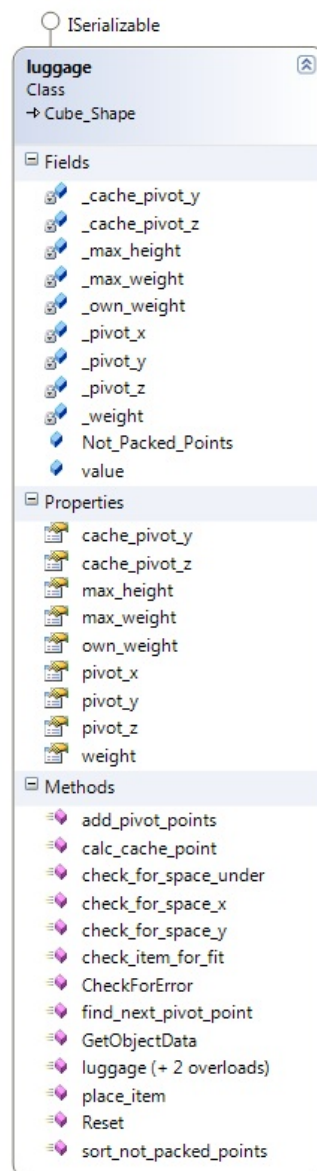 ISerializable
luggage
Class
Cube_Shape
Fields
_cache_pivot_y
_cache_pivot_z
_max_height
_max_weight
_own_weight
_pivot_x
_pivot_y
_pivot_z
_weight
Not_Packed_Points
value
Properties
cache_pivot_y
cache_pivot_z
max_height
max_weight
own_weight
pivot_x
pivot_y
pivot_z
weight
Methods
add_pivot_points
calc_cache_point
check_for_space_under
check_for_space_x
check_for_space_y
check_item_for_fit
CheckForError
find_next_pivot_point
GetObjectData
luggage (+ 2 overloads)
place_item
Reset
sort_not_packed_points